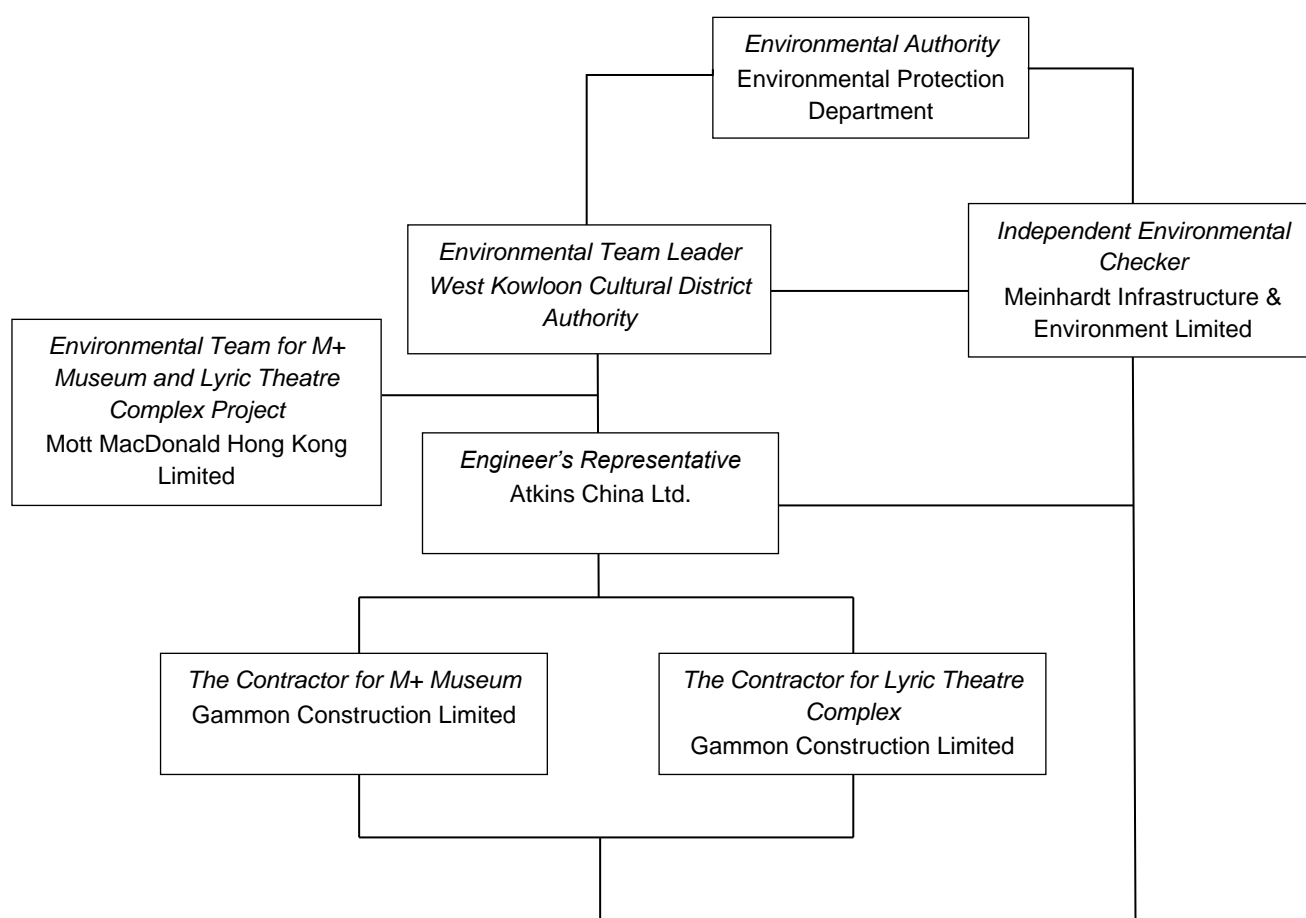 Environmental Authority
Environmental Protection
Department
Environmental Team Leader
West Kowloon Cultural District
Authority
Independent Environmental
Checker
Meinhardt Infrastructure &
Environment Limited
Environmental Team for M+
Museum and Lyric Theatre
Complex Project
Mott MacDonald Hong Kong
Limited
Engineer’s Representative
Atkins China Ltd.
The Contractor for M+ Museum
Gammon Construction Limited
The Contractor for Lyric Theatre
Complex
Gammon Construction Limited